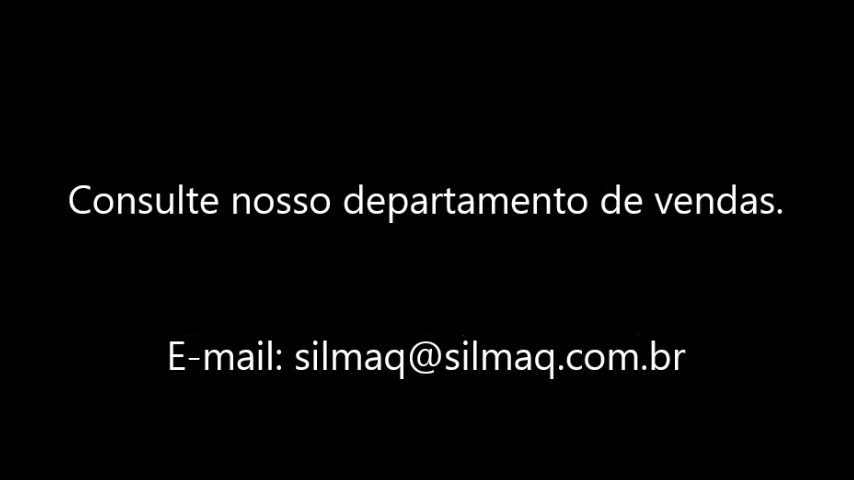 Consulte nosso departamento de vendas.
E-mail: silmaq@silmaq.com.br